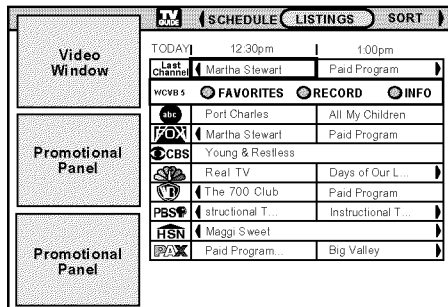 TV GUIDE SCHEDULE LISTINGS SORT
Video Window
Promotional Panel
Promotional Panel
TODAY 12:30pm 1:00pm
Last Channel Martha Stewart Paid Program
WCVB 5 FAVORITES RECORD INFO
abc Port Charles All My Children
FOX Martha Stewart Paid Program
CBS Young & Restless
Real TV Days of Our L...
WB The 700 Club Paid Program
PBS structional T... Instructional T...
HSN Maggi Sweet
PAX Paid Program... Big Valley